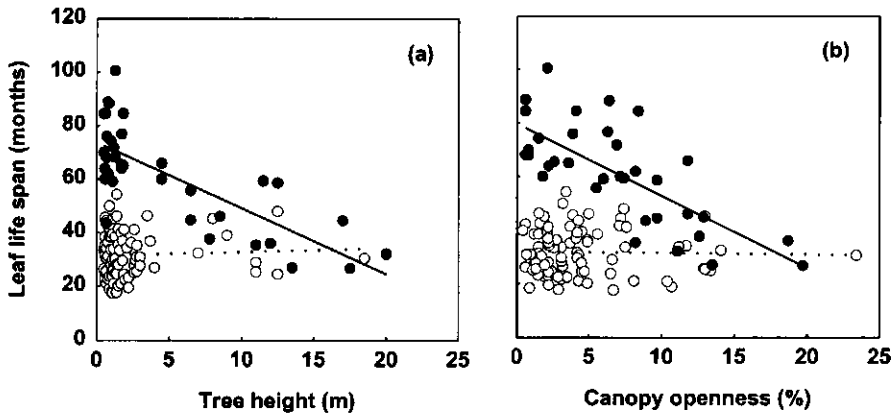 120
100
80
60
40
20
0
Leaf life span (months)
(a)
0 5 10 15 20 25
Tree height (m)
(b)
0 5 10 15 20 25
Canopy openness (%)